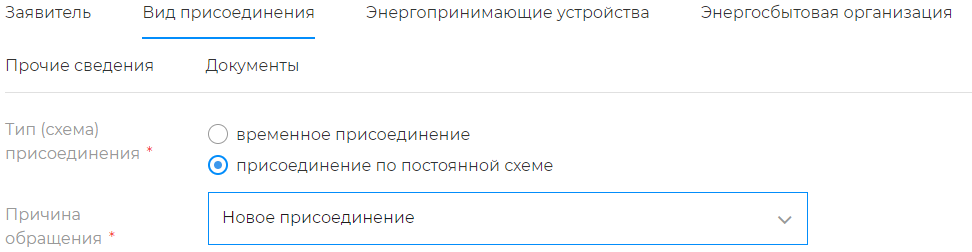 Заявитель Вид присоединения Энергопринимающие устройства Энергосбытовая организация
Прочие сведения Документы
Тип (схема)
присоединения *
временное присоединение
присоединение по постоянной схеме
Причина
обращения *
Новое присоединение